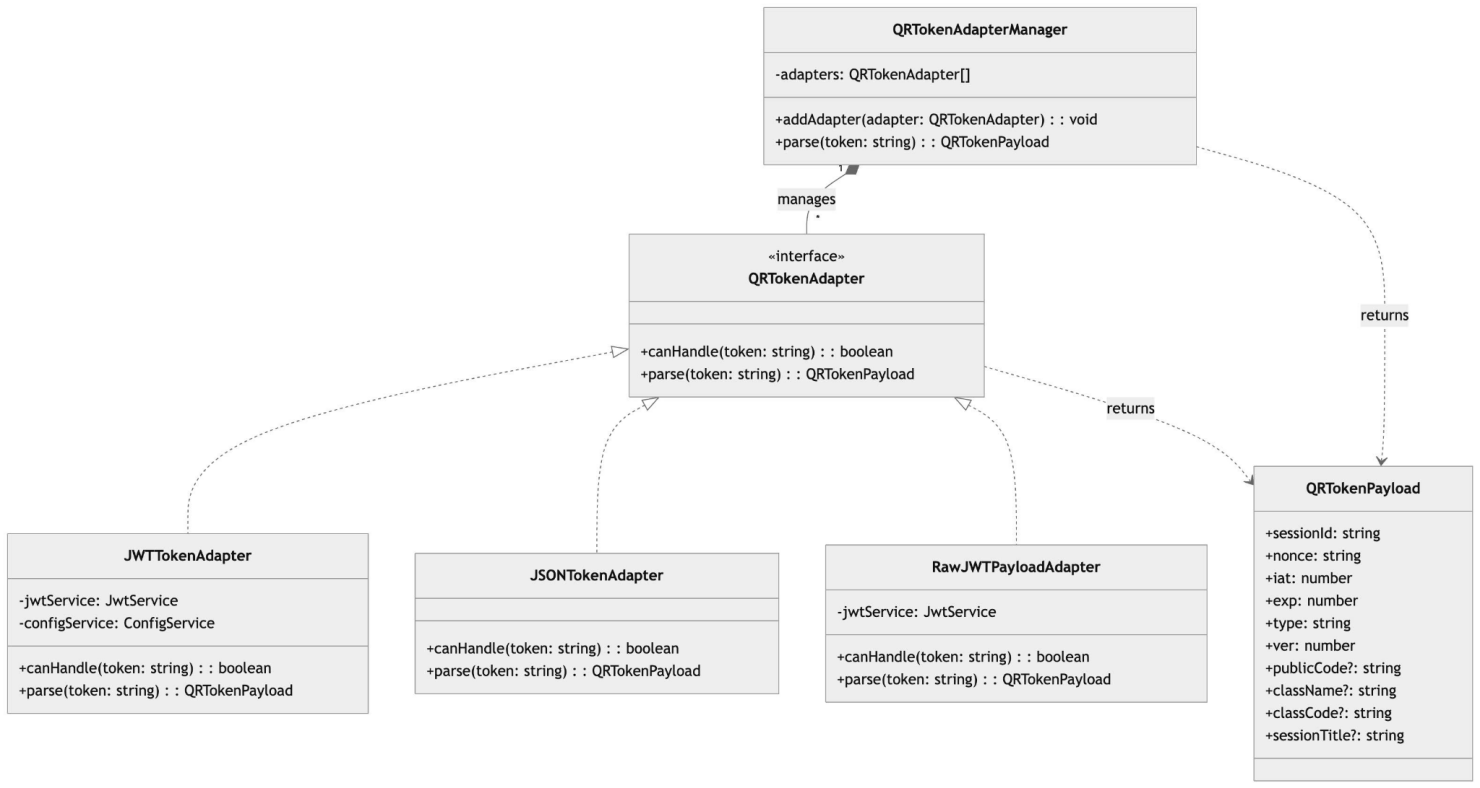 QRTokenAdapterManager
-adapters: QRTokenAdapter[]
+addAdapter(adapter: QRTokenAdapter) : : void
+parse(token: string) : : QRTokenPayload
1
manages
*
«interface»
QRTokenAdapter
+canHandle(token: string) : : boolean
+parse(token: string) : : QRTokenPayload
returns
returns
JWTTokenAdapter
-jwtService: JwtService
-configService: ConfigService
+canHandle(token: string) : : boolean
+parse(token: string) : : QRTokenPayload
JSONTokenAdapter
+canHandle(token: string) : : boolean
+parse(token: string) : : QRTokenPayload
RawJWTPayloadAdapter
-jwtService: JwtService
+canHandle(token: string) : : boolean
+parse(token: string) : : QRTokenPayload
QRTokenPayload
+sessionId: string
+nonce: string
+iat: number
+exp: number
+type: string
+ver: number
+publicCode?: string
+className?: string
+classCode?: string
+sessionTitle?: string